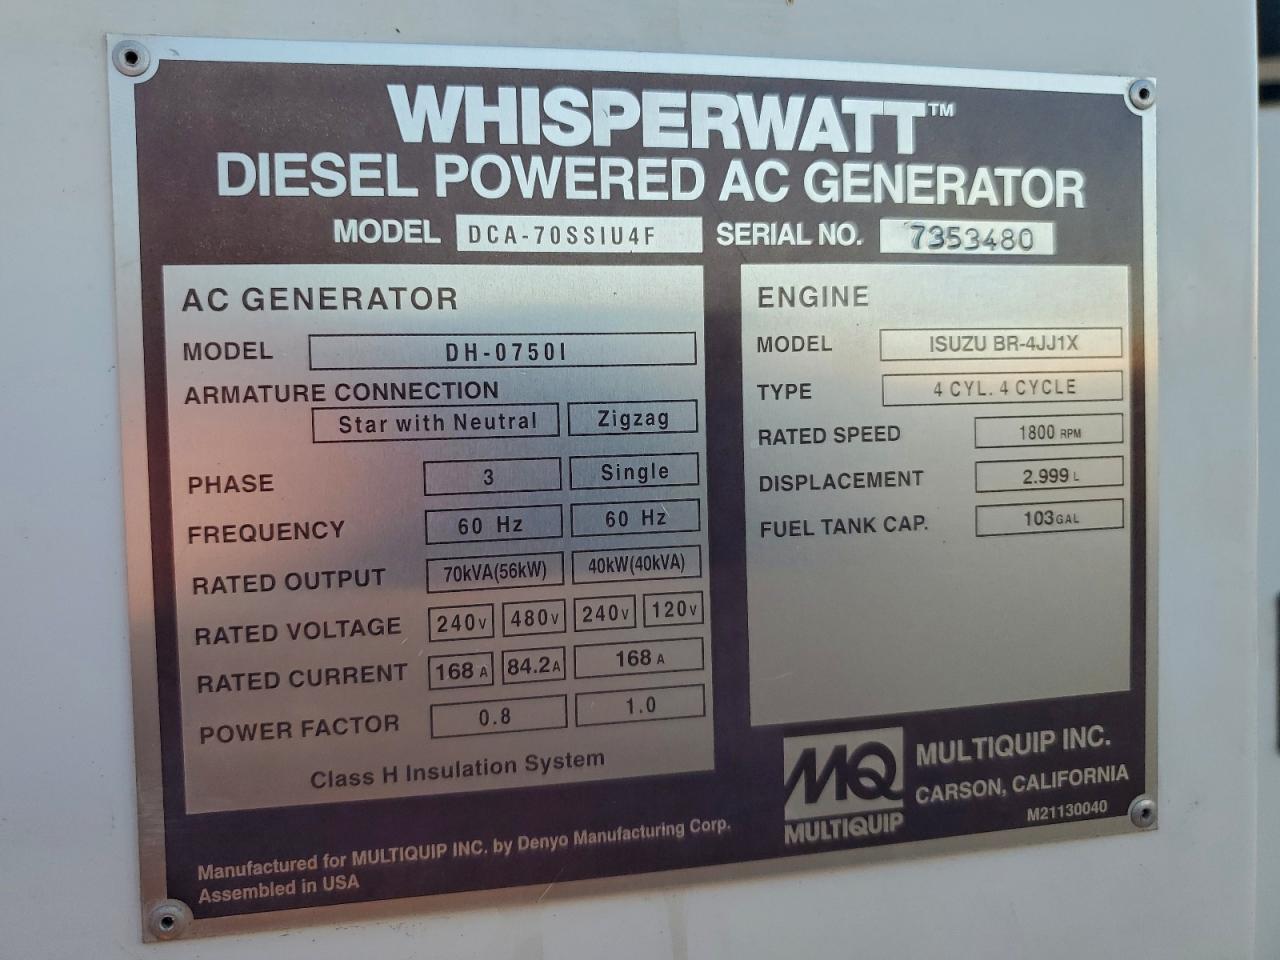 WHISPERWATT™
DIESEL POWERED AC GENERATOR
MODEL DCA-70SSIU4F SERIAL NO. 7353480
AC GENERATOR
MODEL DH-0750I
ARMATURE CONNECTION
Star with Neutral Zigzag
PHASE 3 Single
FREQUENCY 60 Hz 60 Hz
RATED OUTPUT 70kVA(56kW) 40kW(40kVA)
RATED VOLTAGE 240V 480V 240V 120V
RATED CURRENT 168 A 84.2A 168 A
POWER FACTOR 0.8 1.0
Class H Insulation System
ENGINE
MODEL ISUZU BR-4JJ1X
TYPE 4 CYL. 4 CYCLE
RATED SPEED 1800 RPM
DISPLACEMENT 2.999 L
FUEL TANK CAP. 103GAL
MQ
MULTIQUIP
MULTIQUIP INC.
CARSON, CALIFORNIA
M21130040
Manufactured for MULTIQUIP INC. by Denyo Manufacturing Corp.
Assembled in USA